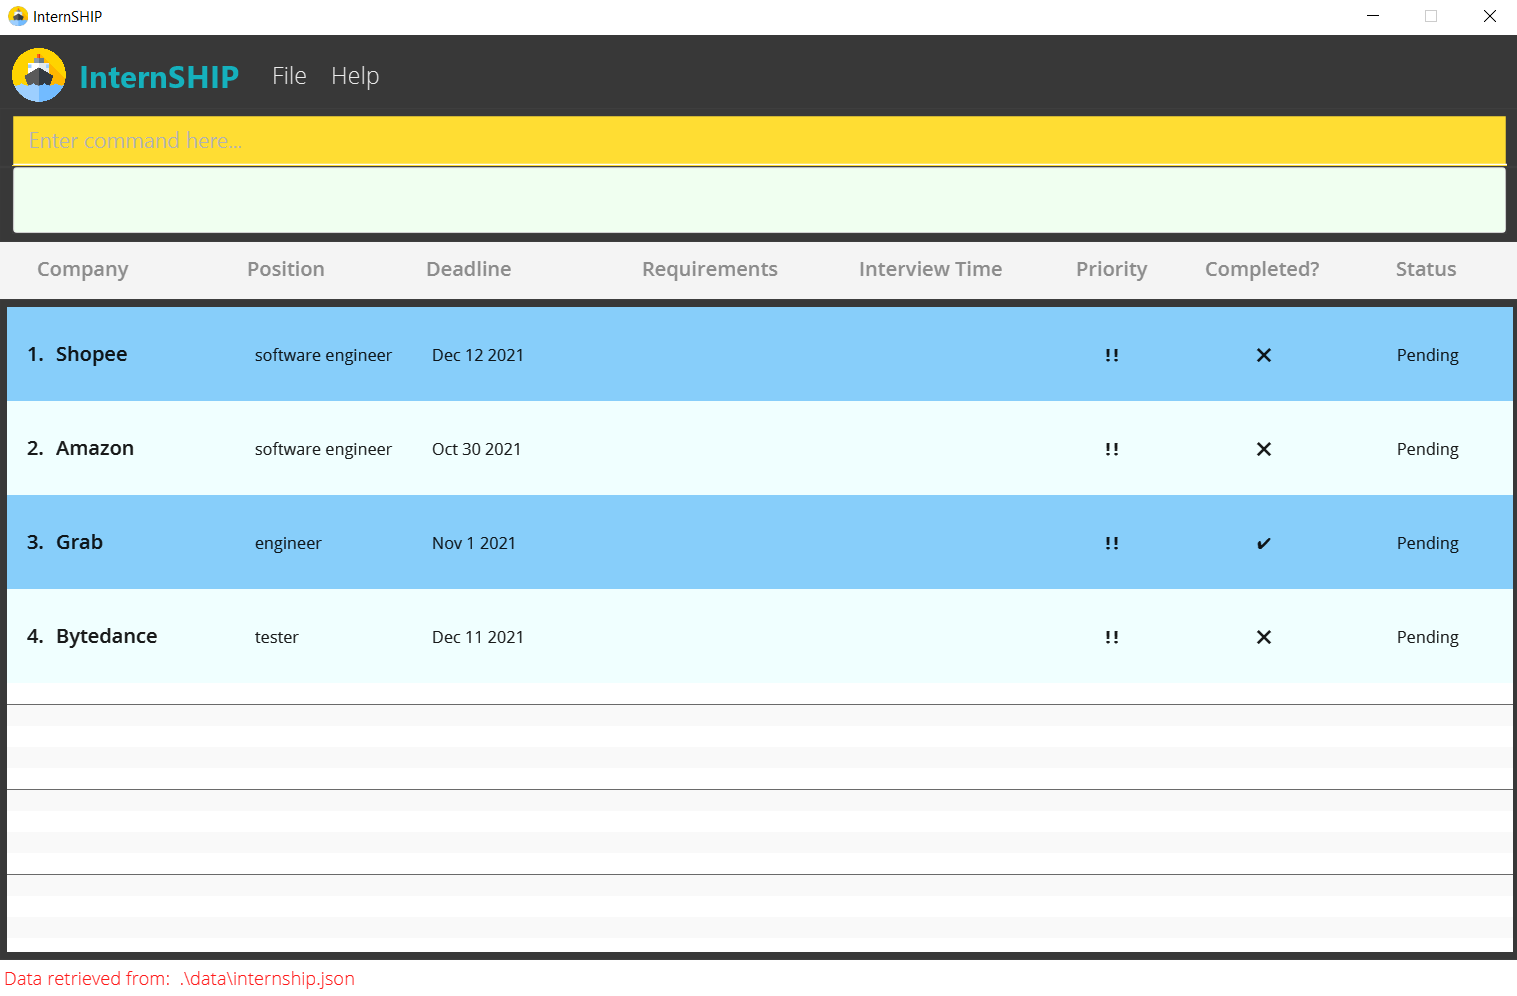 InternSHIP
InternSHIP File Help
Enter command here...
Company Position Deadline Requirements Interview Time Priority Completed? Status
1. Shopee software engineer Dec 12 2021 !! ✕ Pending
2. Amazon software engineer Oct 30 2021 !! ✕ Pending
3. Grab engineer Nov 1 2021 !! ✔ Pending
4. Bytedance tester Dec 11 2021 !! ✕ Pending
Data retrieved from: .\data\internship.json